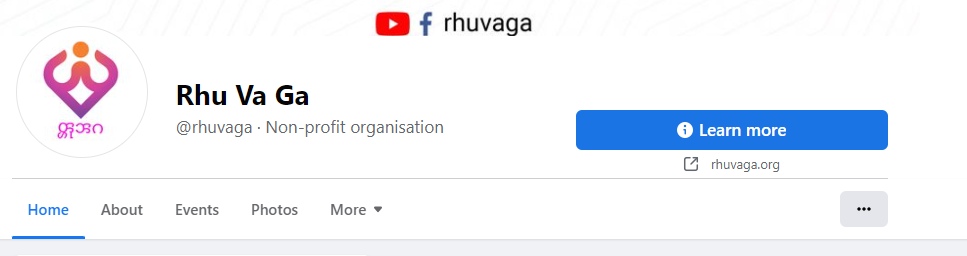 rhuvaga
Rhu Va Ga
@rhuvaga · Non-profit organisation
Learn more
rhuvaga.org
Home About Events Photos More